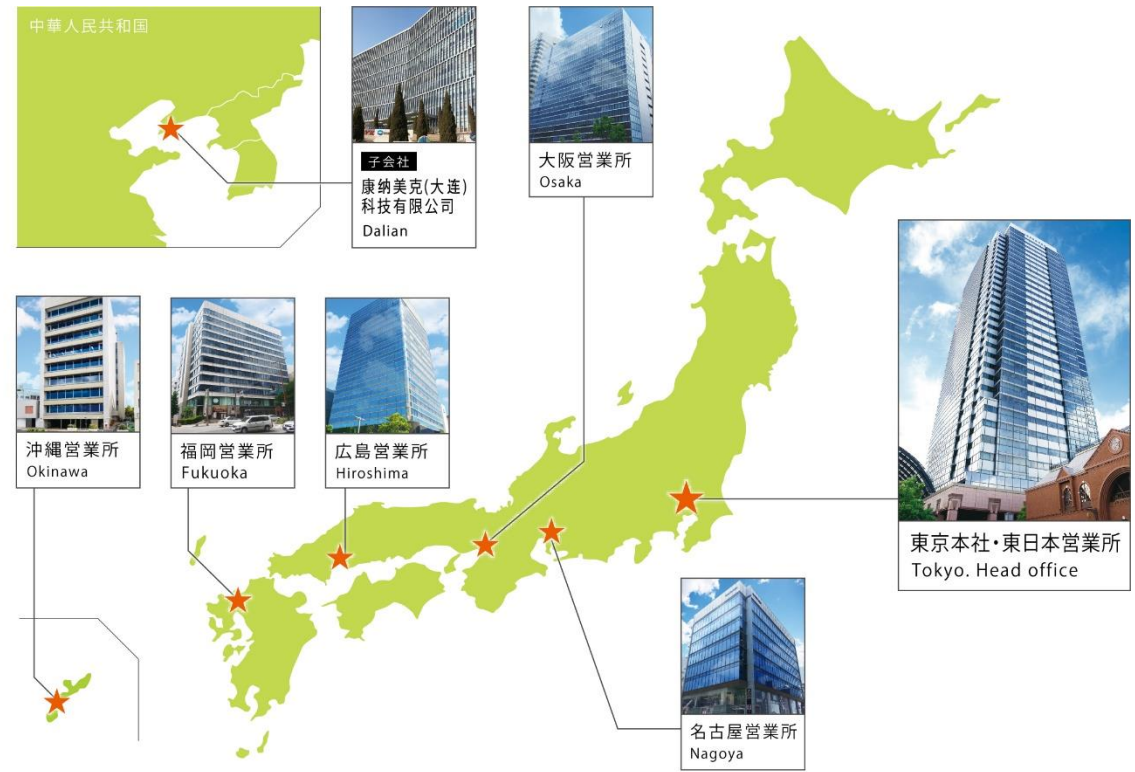 中華人民共和国
子会社
康纳美克(大连)
科技有限公司
Dalian
大阪営業所
Osaka
沖縄営業所
Okinawa
福岡営業所
Fukuoka
広島営業所
Hiroshima
東京本社・東日本営業所
Tokyo. Head office
名古屋営業所
Nagoya